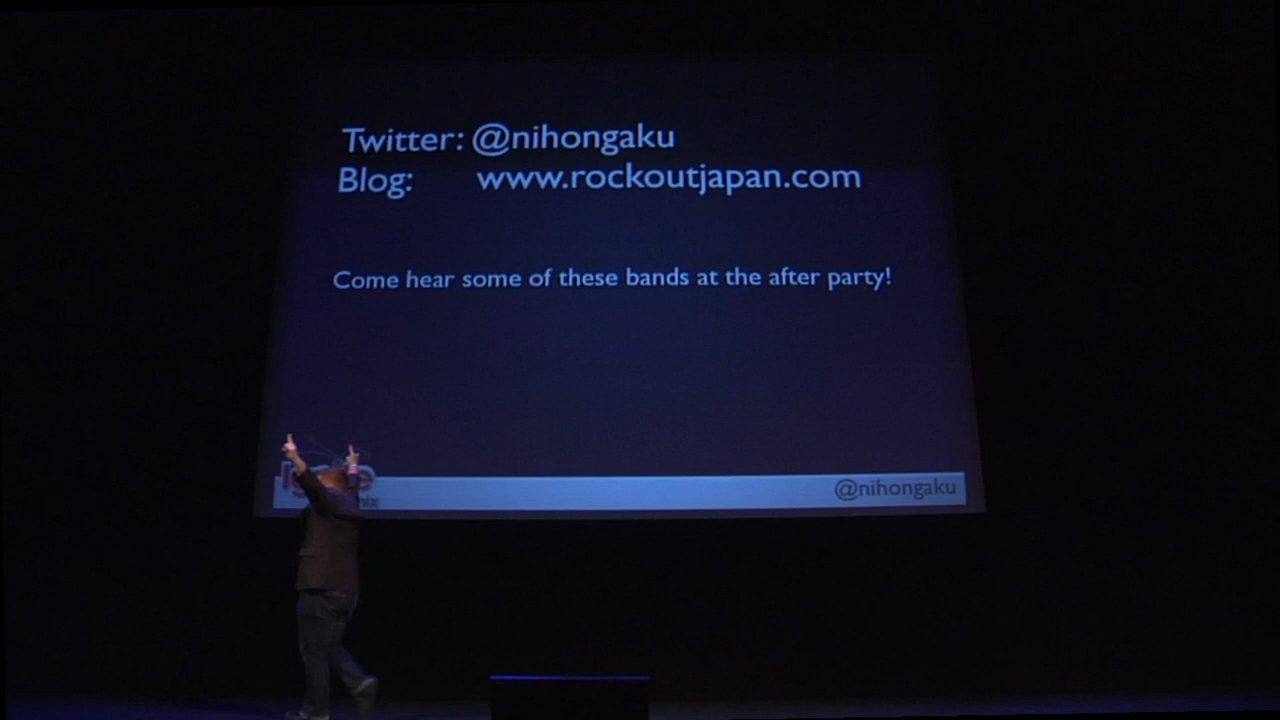 Twitter: @nihongaku
Blog: www.rockoutjapan.com
Come hear some of these bands at the after party!
@nihongaku